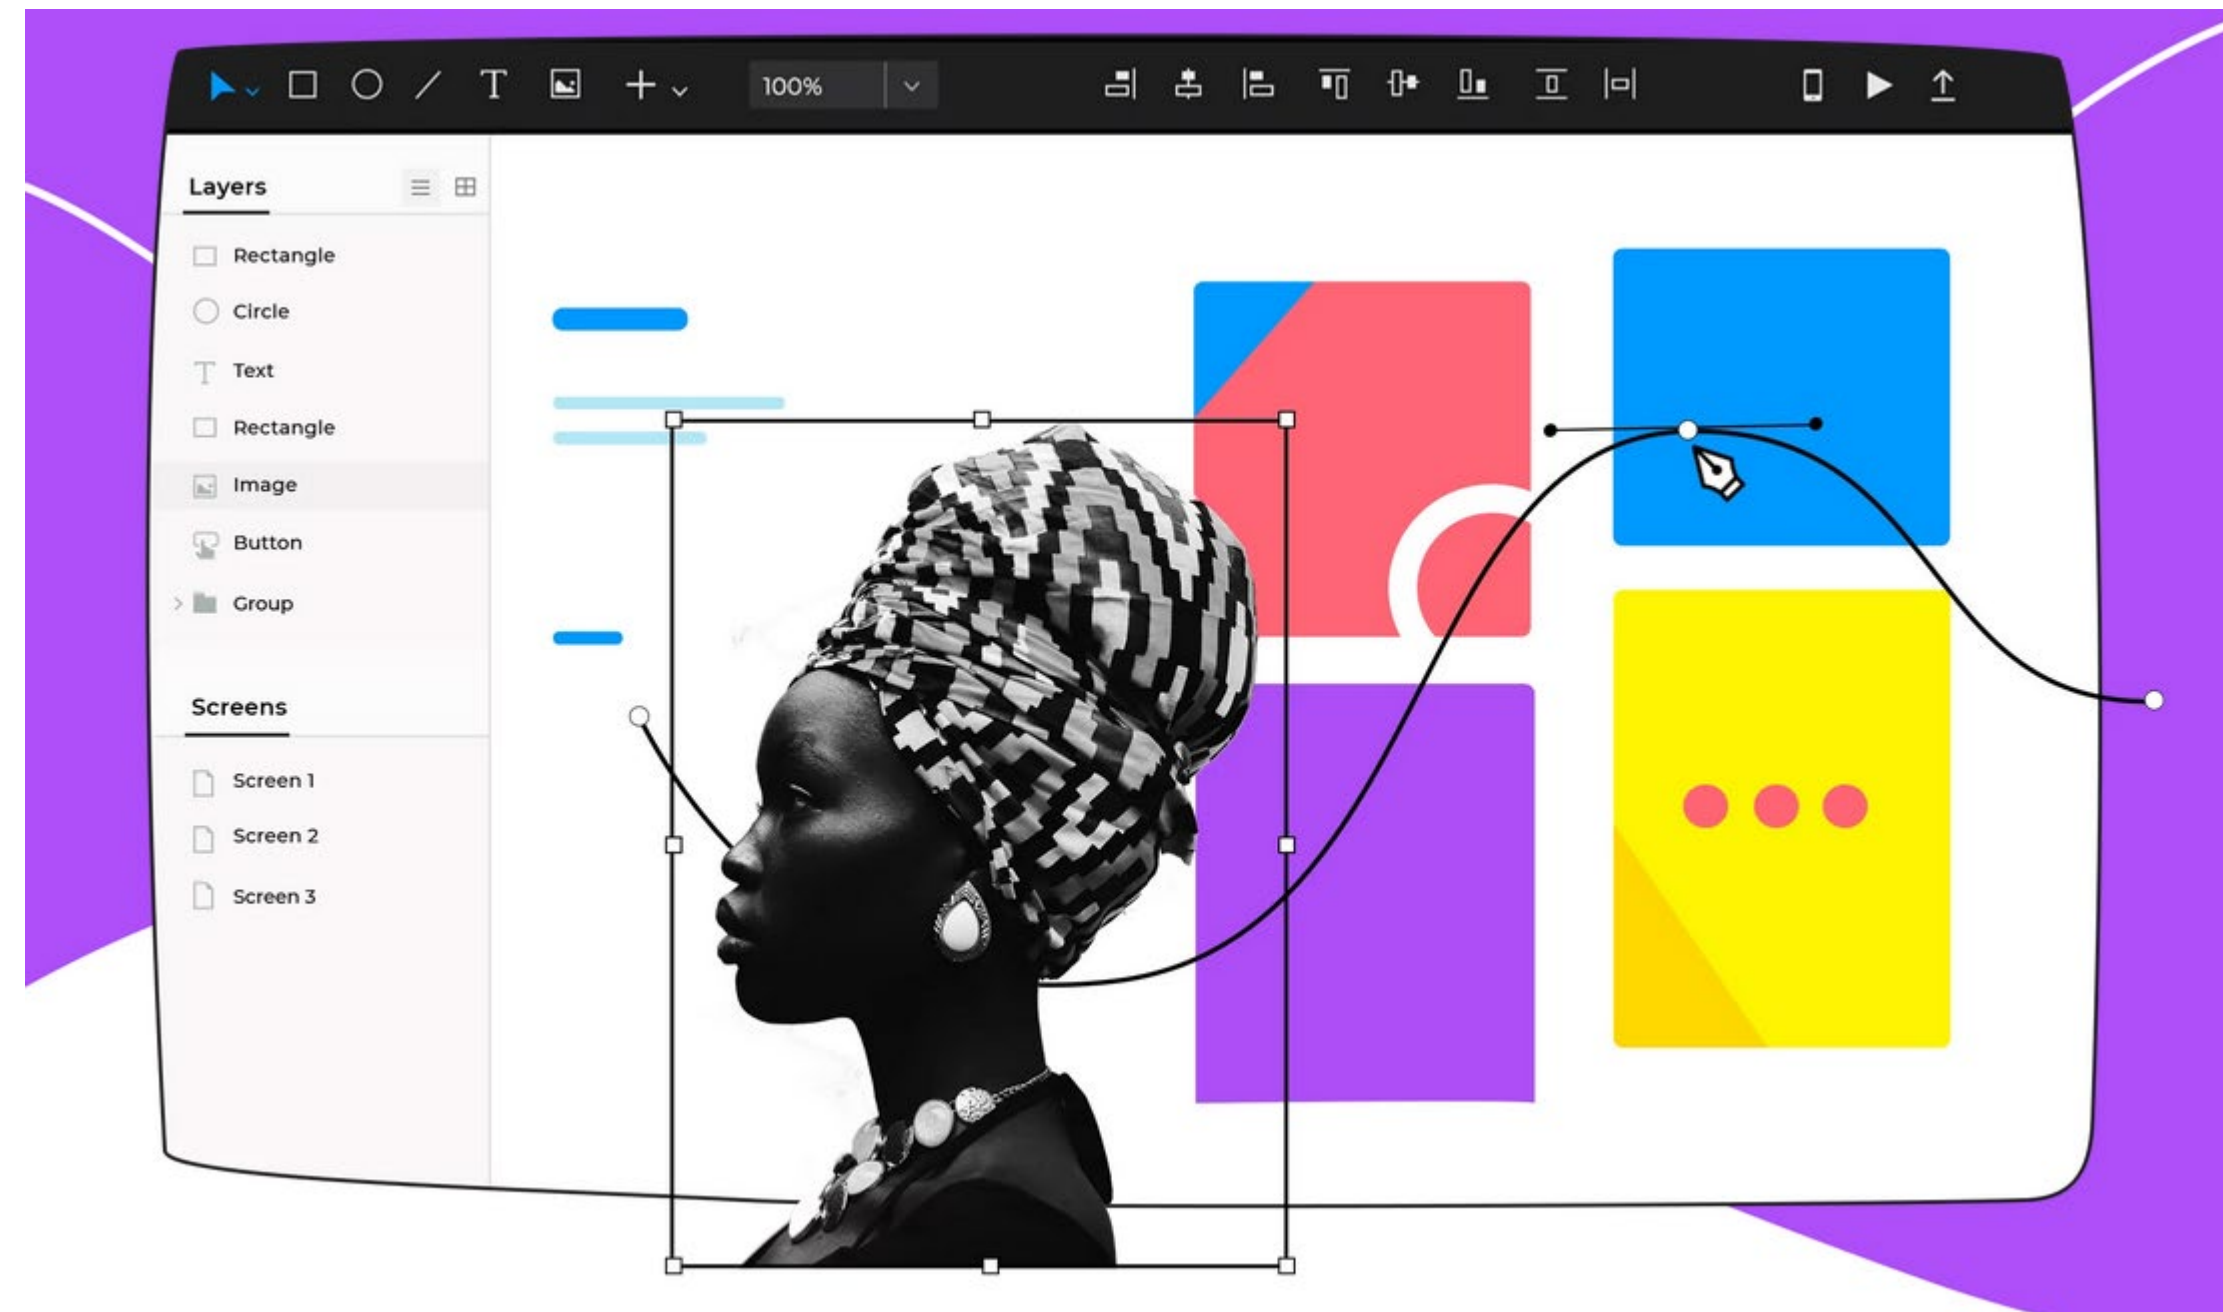 100%
Layers
Rectangle
Circle
Text
Rectangle
Image
Button
Group
Screens
Screen 1
Screen 2
Screen 3